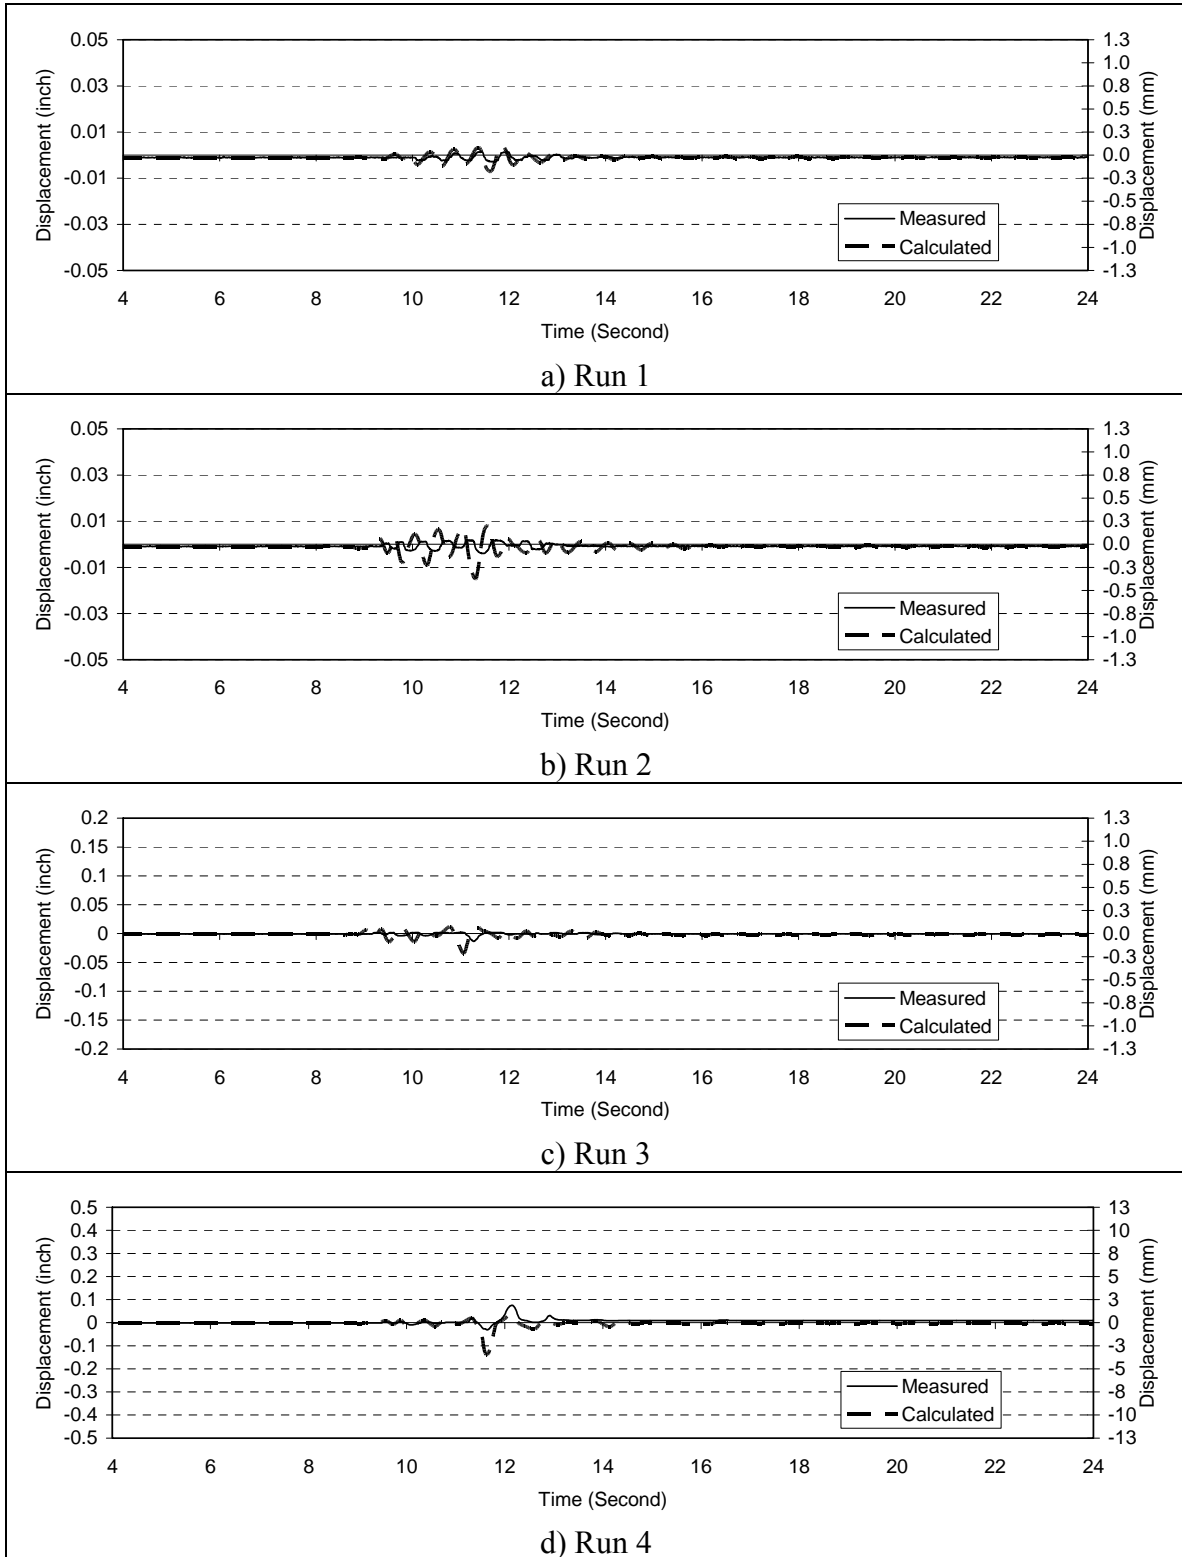 0.05
0.03
0.01
-0.01
-0.03
-0.05
Displacement (inch)
1.3
1.0
0.8
0.5
0.3
0.0
-0.3
-0.5
-0.8
-1.0
-1.3
Displacement (mm)
Measured
Calculated
4 6 8 10 12 14 16 18 20 22 24
Time (Second)
a) Run 1
0.05
0.03
0.01
-0.01
-0.03
-0.05
Displacement (inch)
1.3
1.0
0.8
0.5
0.3
0.0
-0.3
-0.5
-0.8
-1.0
-1.3
Displacement (mm)
Measured
Calculated
4 6 8 10 12 14 16 18 20 22 24
Time (Second)
b) Run 2
0.2
0.15
0.1
0.05
0
-0.05
-0.1
-0.15
-0.2
Displacement (inch)
1.3
1.0
0.8
0.5
0.3
0.0
-0.3
-0.5
-0.8
-1.0
-1.3
Displacement (mm)
Measured
Calculated
4 6 8 10 12 14 16 18 20 22 24
Time (Second)
c) Run 3
0.5
0.4
0.3
0.2
0.1
0
-0.1
-0.2
-0.3
-0.4
-0.5
Displacement (inch)
13
10
8
5
3
0
-3
-5
-8
-10
-13
Displacement (mm)
Measured
Calculated
4 6 8 10 12 14 16 18 20 22 24
Time (Second)
d) Run 4